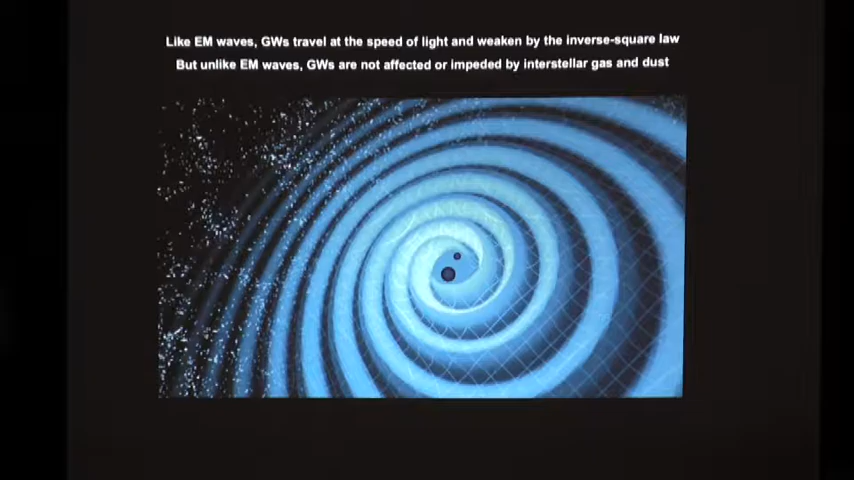 Like EM waves, GWs travel at the speed of light and weaken by the inverse-square law
But unlike EM waves, GWs are not affected or impeded by interstellar gas and dust